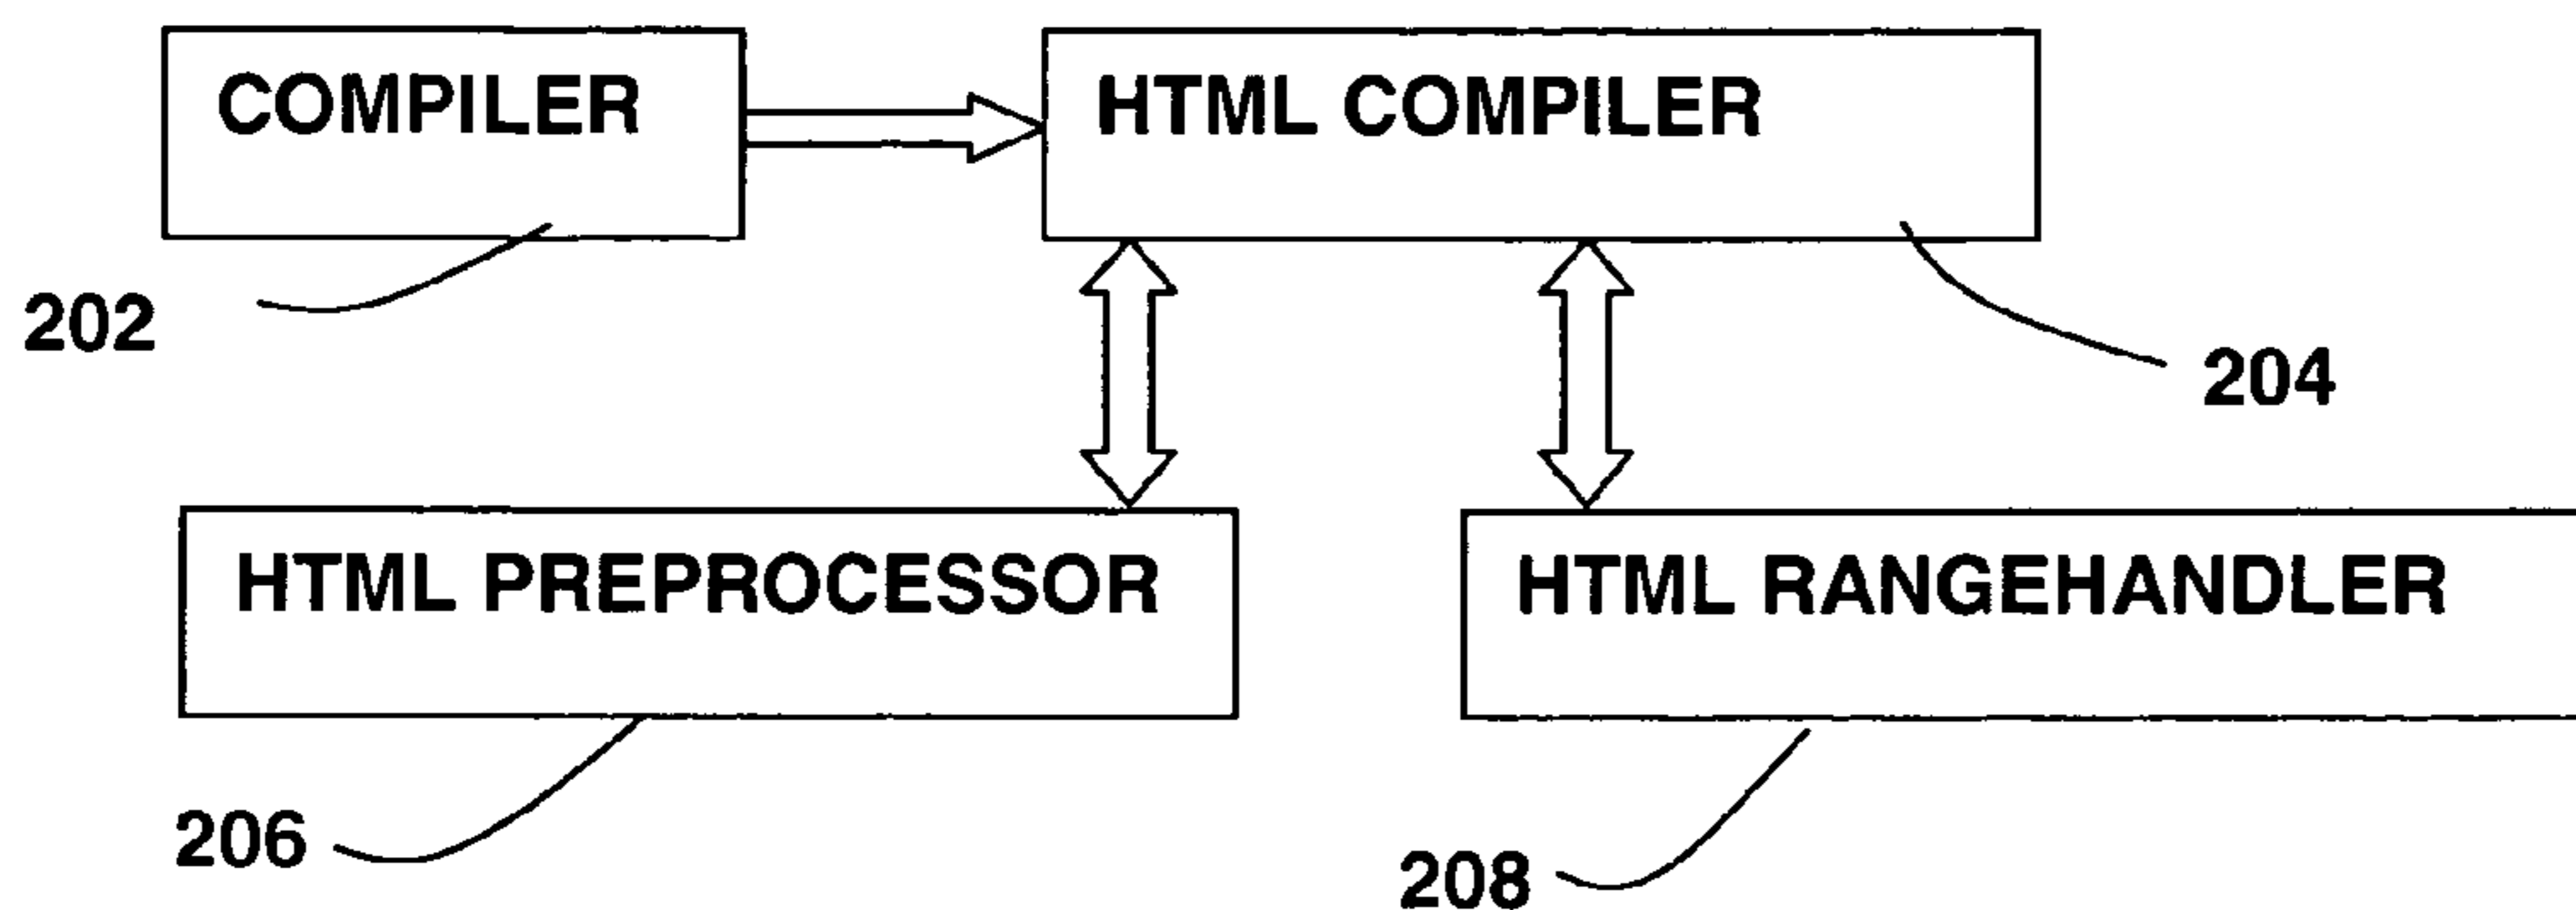 COMPILER
HTML COMPILER
202
204
HTML PREPROCESSOR
HTML RANGEHANDLER
206
208